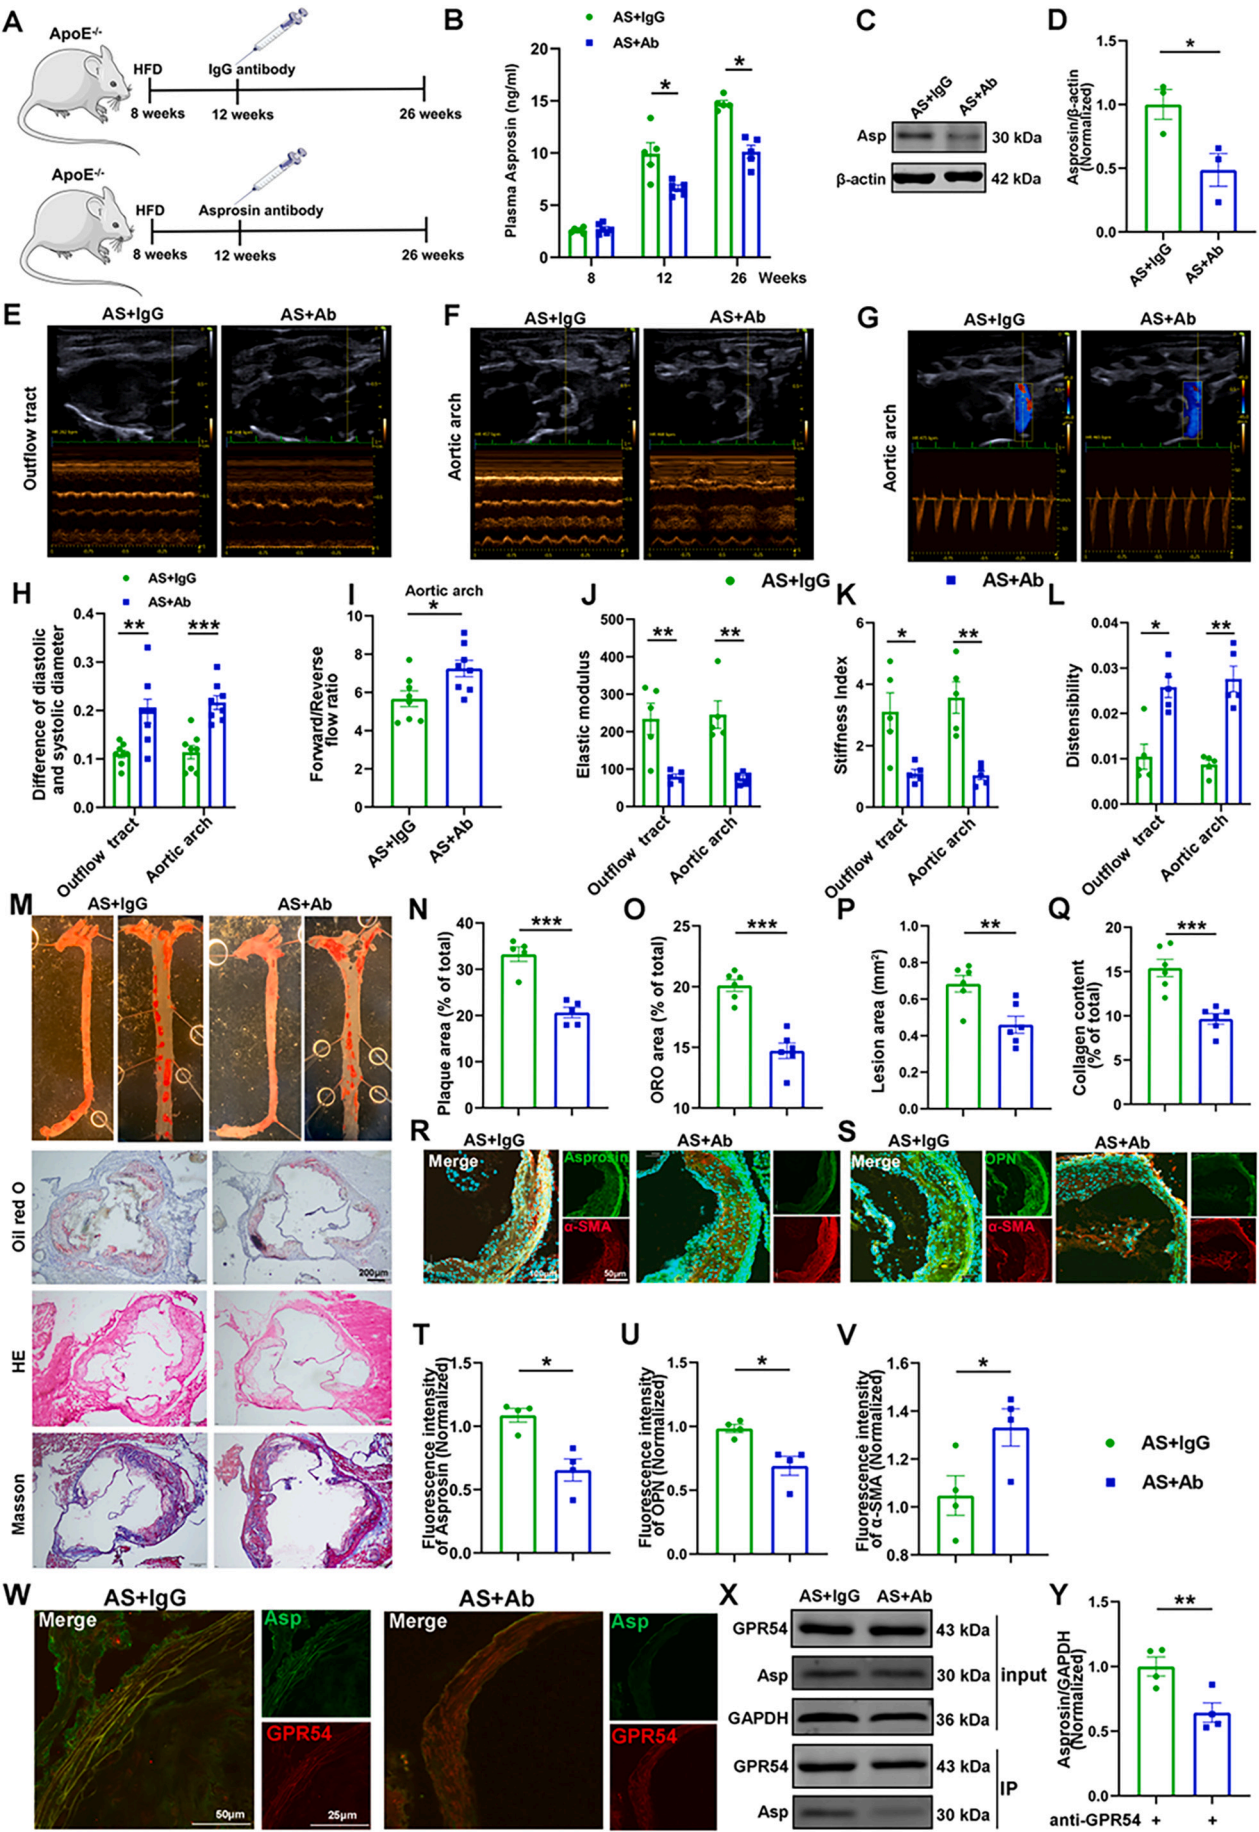 A
ApoE-/-
HFD
IgG antibody
8 weeks
12 weeks
26 weeks
ApoE-/-
HFD
Asprosin antibody
8 weeks
12 weeks
26 weeks
B
AS+IgG
AS+Ab
Plasma Asprosin (ng/ml)
20
15
10
5
0
*
*
8
12
26
Weeks
C
AS+IgG
AS+Ab
Asp
30 kDa
β-actin
42 kDa
D
Asprosin/β-actin
(Normalized)
1.5
1.0
0.5
0.0
*
AS+IgG
AS+Ab
E
AS+IgG
AS+Ab
Outflow tract
F
AS+IgG
AS+Ab
Aortic arch
G
AS+IgG
AS+Ab
Aortic arch
H
AS+IgG
AS+Ab
Difference of diastolic
and systolic diameter
0.4
0.3
0.2
0.1
0.0
**
***
Outflow tract
Aortic arch
I
Aortic arch
*
Forward/Reverse
flow ratio
10
8
6
4
2
0
AS+IgG
AS+Ab
AS+IgG
AS+Ab
J
Elastic modulus
500
400
300
200
100
0
**
**
Outflow tract
Aortic arch
K
Stiffness Index
6
4
2
0
*
**
Outflow tract
Aortic arch
L
Distensibility
0.04
0.03
0.02
0.01
0.00
*
**
Outflow tract
Aortic arch
M
AS+IgG
AS+Ab
Oil red O
200μm
HE
Masson
N
Plaque area (% of total)
40
30
20
10
0
***
O
ORO area (% of total)
25
20
15
10
***
P
Lesion area (mm²)
1.0
0.8
0.6
0.4
0.2
0.0
**
Q
Collagen content
(% of total)
20
15
10
5
0
***
R
AS+IgG
AS+Ab
Merge
Asprosin
α-SMA
100μm
50μm
S
AS+IgG
AS+Ab
Merge
OPN
α-SMA
T
Fluorescence intensity
of Asprosin (Normalized)
1.5
1.0
0.5
0.0
*
U
Fluorescence intensity
of OPN (Normalized)
1.5
1.0
0.5
0.0
*
V
Fluorescence intensity
of α-SMA (Normalized)
1.6
1.4
1.2
1.0
0.8
*
AS+IgG
AS+Ab
W
AS+IgG
AS+Ab
Merge
Asp
GPR54
50μm
25μm
Merge
Asp
GPR54
X
AS+IgG
AS+Ab
GPR54
43 kDa
Asp
30 kDa
GAPDH
36 kDa
input
GPR54
43 kDa
Asp
30 kDa
IP
Y
Asprosin/GAPDH
(Normalized)
1.5
1.0
0.5
0.0
**
anti-GPR54 + +